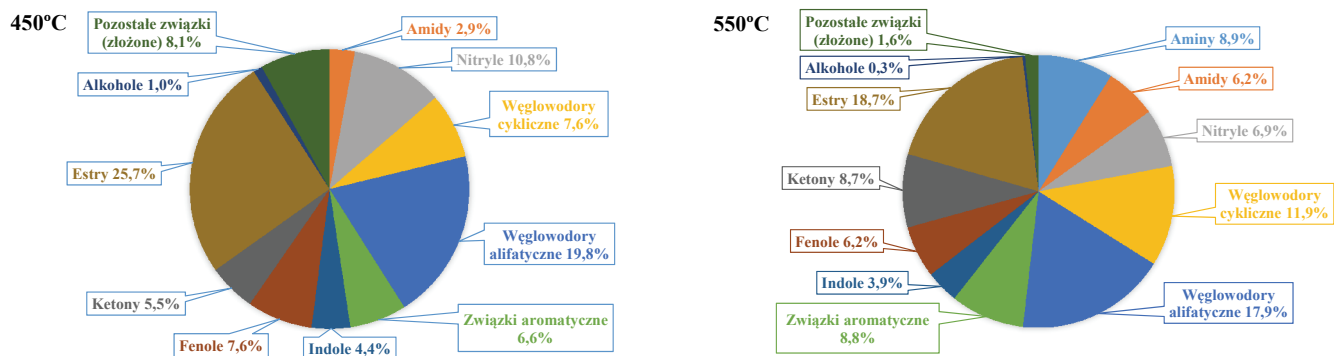 450ºC
Pozostałe związki
(złożone) 8,1%
Amidy 2,9%
Nitryle 10,8%
Alkohole 1,0%
Węglowodory
cykliczne 7,6%
Estry 25,7%
Węglowodory
alifatyczne 19,8%
Ketony 5,5%
Związki aromatyczne
6,6%
Fenole 7,6%
Indole 4,4%
550ºC
Pozostałe związki
(złożone) 1,6%
Aminy 8,9%
Alkohole 0,3%
Amidy 6,2%
Estry 18,7%
Nitryle 6,9%
Ketony 8,7%
Węglowodory
cykliczne 11,9%
Fenole 6,2%
Indole 3,9%
Węglowodory
alifatyczne 17,9%
Związki aromatyczne
8,8%